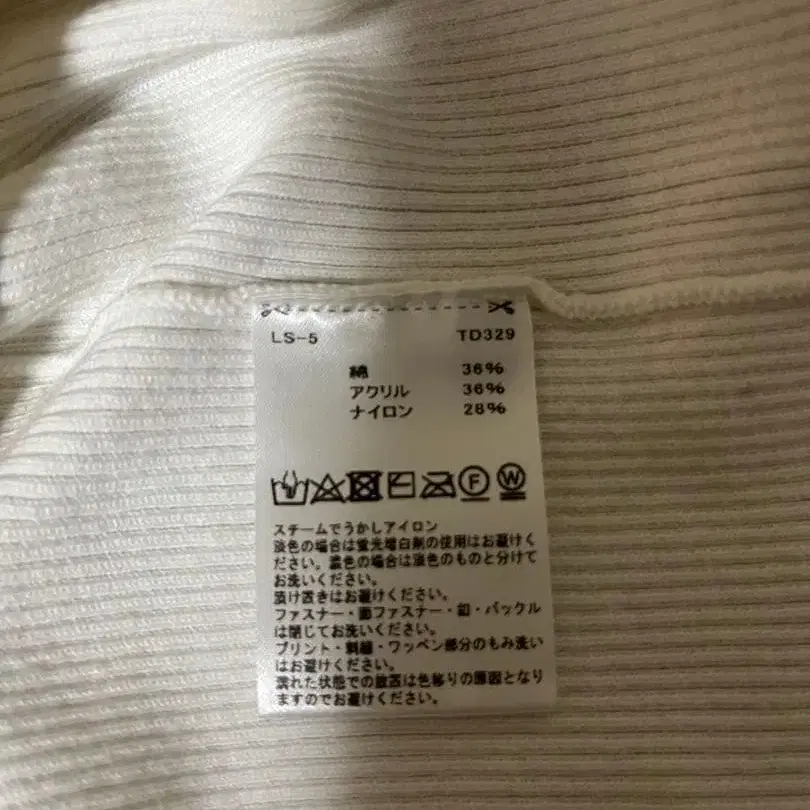 LS-5 TD329
綿 36%
アクリル 36%
ナイロン 28%
F W
スチームでうかしアイロン
淡色の場合は蛍光増白剤の使用はお避けく
ださい。濃色の場合は淡色のものと分けて
お洗いください。
漬け置きはお避けください。
ファスナー・面ファスナー・釦・バックル
は閉じてお洗いください。
プリント・刺繍・ワッペン部分のもみ洗い
はお避けください。
濡れた状態での放置は色移りの原因となり
ますのでお避けください。